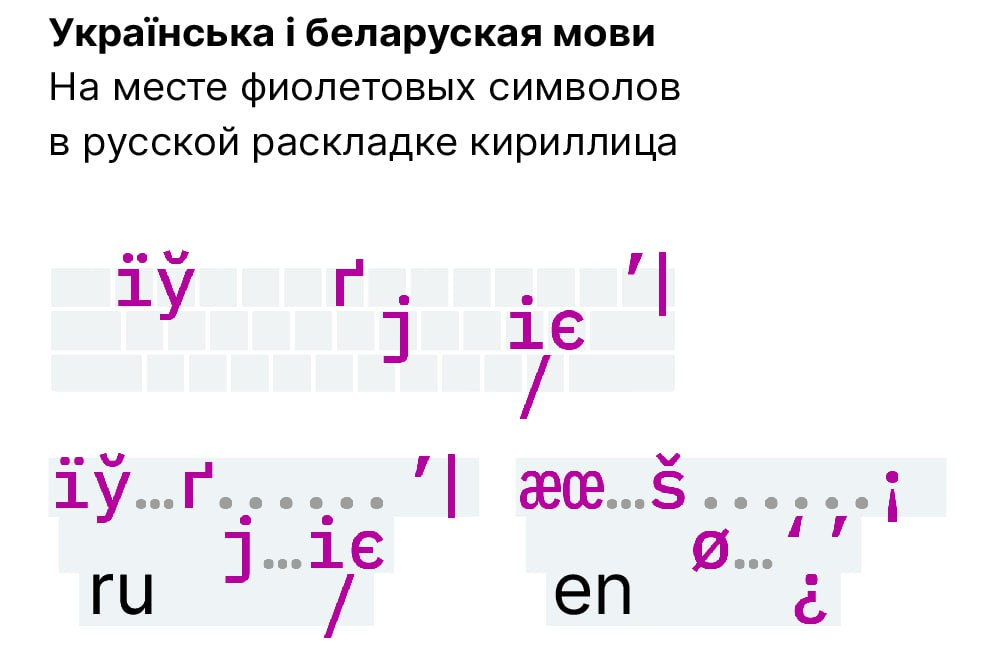 Українська і беларуская мови
На месте фиолетовых символов
в русской раскладке кириллица
їў ґ ʼ|
ј іє
/
їў...ґ...... ʼ|
ј...іє
ru /
æœ...š......¡
ø...‘ ’
en ¿